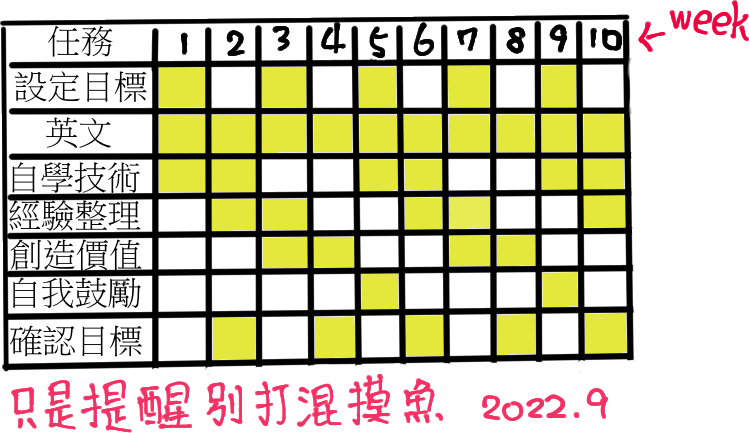 任務 1 2 3 4 5 6 7 8 9 10 ← week
設定目標
英文
自學技術
經驗整理
創造價值
自我鼓勵
確認目標
只是提醒別打混摸魚 2022.9